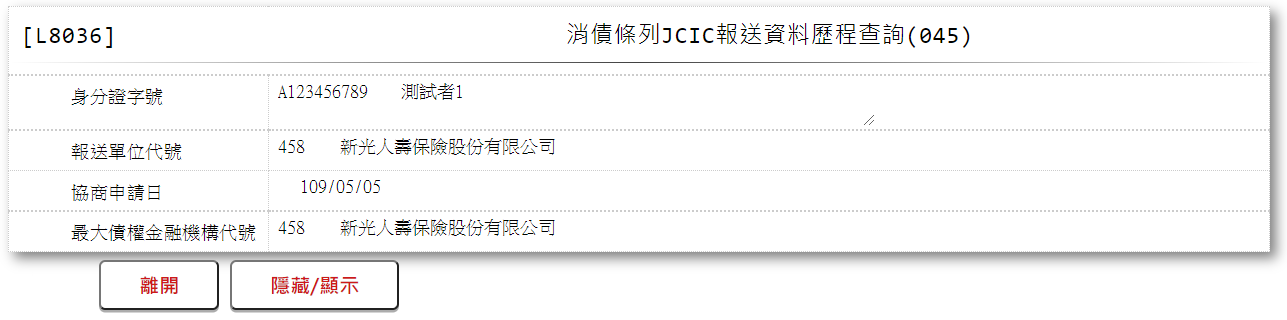 [L8036] 消債條列JCIC報送資料歷程查詢(045)
身分證字號 A123456789 測試者1
報送單位代號 458 新光人壽保險股份有限公司
協商申請日 109/05/05
最大債權金融機構代號 458 新光人壽保險股份有限公司
離開 隱藏/顯示